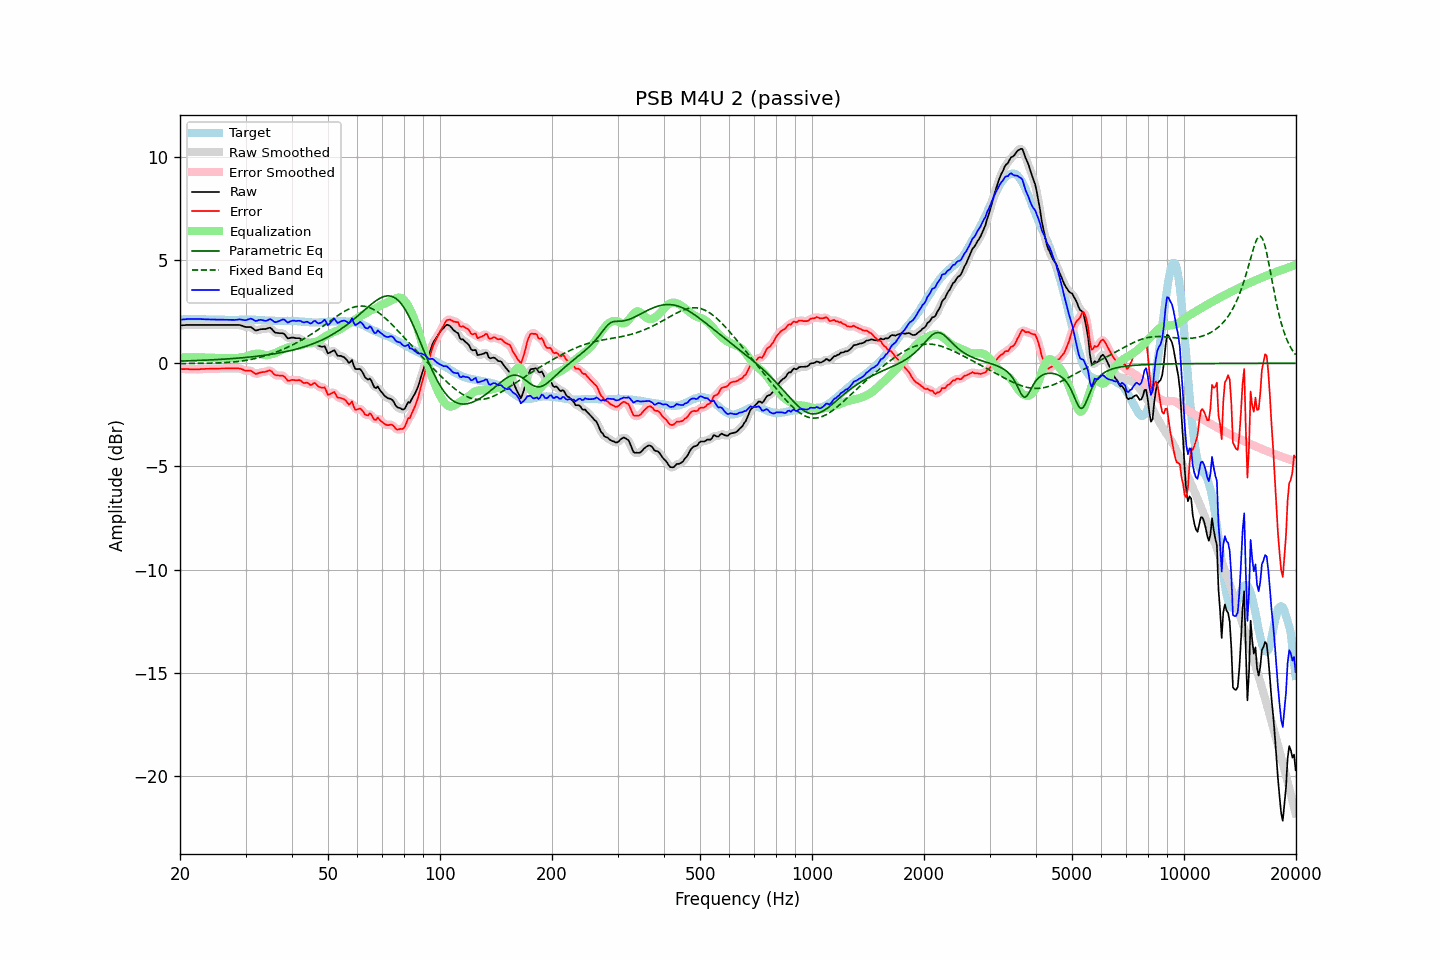 PSB M4U 2 (passive)
Target
Raw Smoothed
Error Smoothed
Raw
Error
Equalization
Parametric Eq
Fixed Band Eq
Equalized
Amplitude (dBr)
10
5
0
−5
−10
−15
−20
20 50 100 200 500 1000 2000 5000 10000 20000
Frequency (Hz)